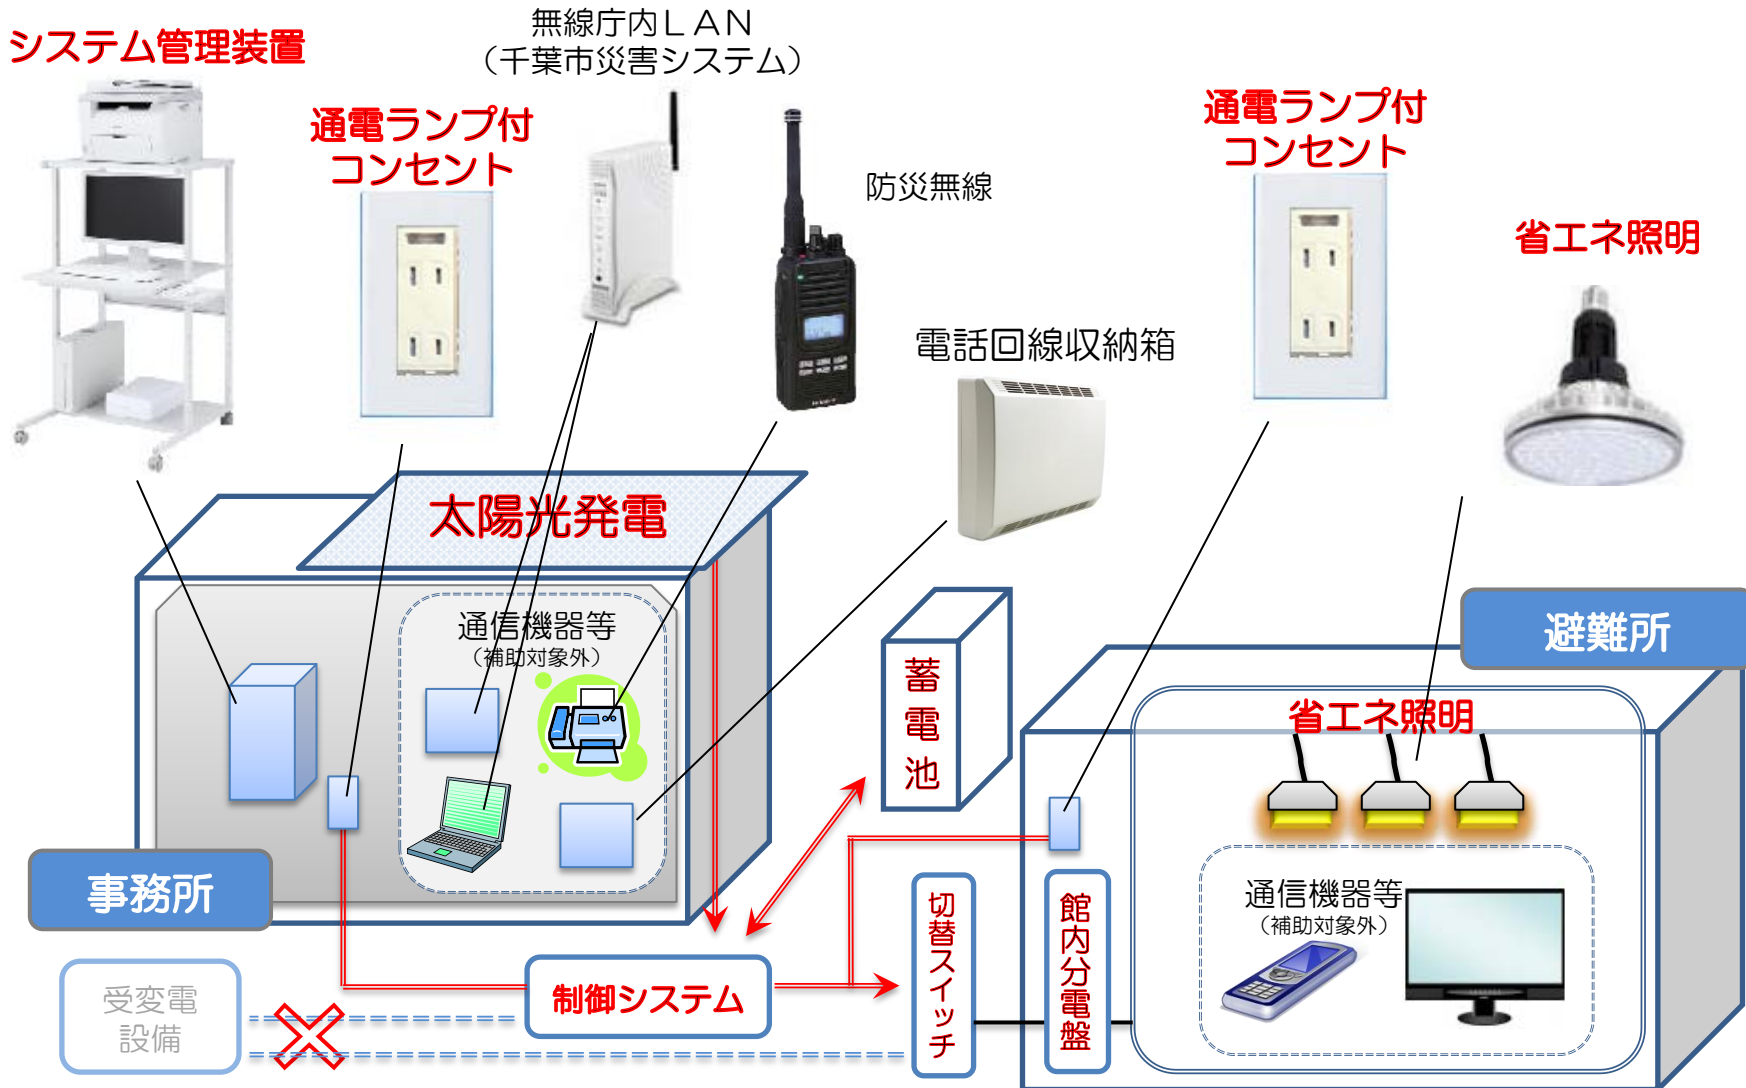 無線庁内ＬＡＮ
（千葉市災害システム）
システム管理装置
通電ランプ付
コンセント
防災無線
通電ランプ付
コンセント
省エネ照明
電話回線収納箱
太陽光発電
通信機器等
（補助対象外）
蓄電池
避難所
省エネ照明
事務所
通信機器等
（補助対象外）
切替スイッチ
館内分電盤
制御システム
受変電
設備